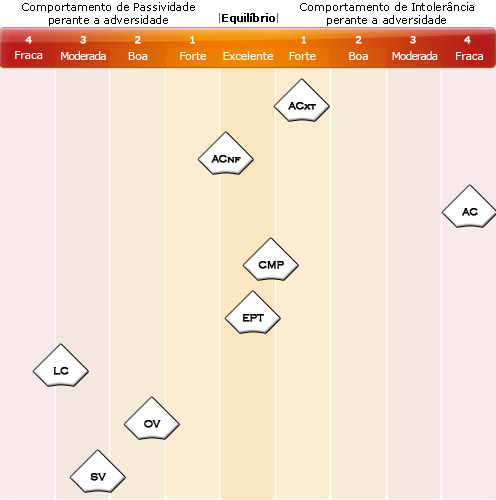 Comportamento de Passividade
perante a adversidade
|Equilíbrio|
Comportamento de Intolerância
perante a adversidade
4 3 2 1 1 2 3 4
Fraca Moderada Boa Forte Excelente Forte Boa Moderada Fraca
ACXT
ACNF
AC
CMP
EPT
LC
OV
SV